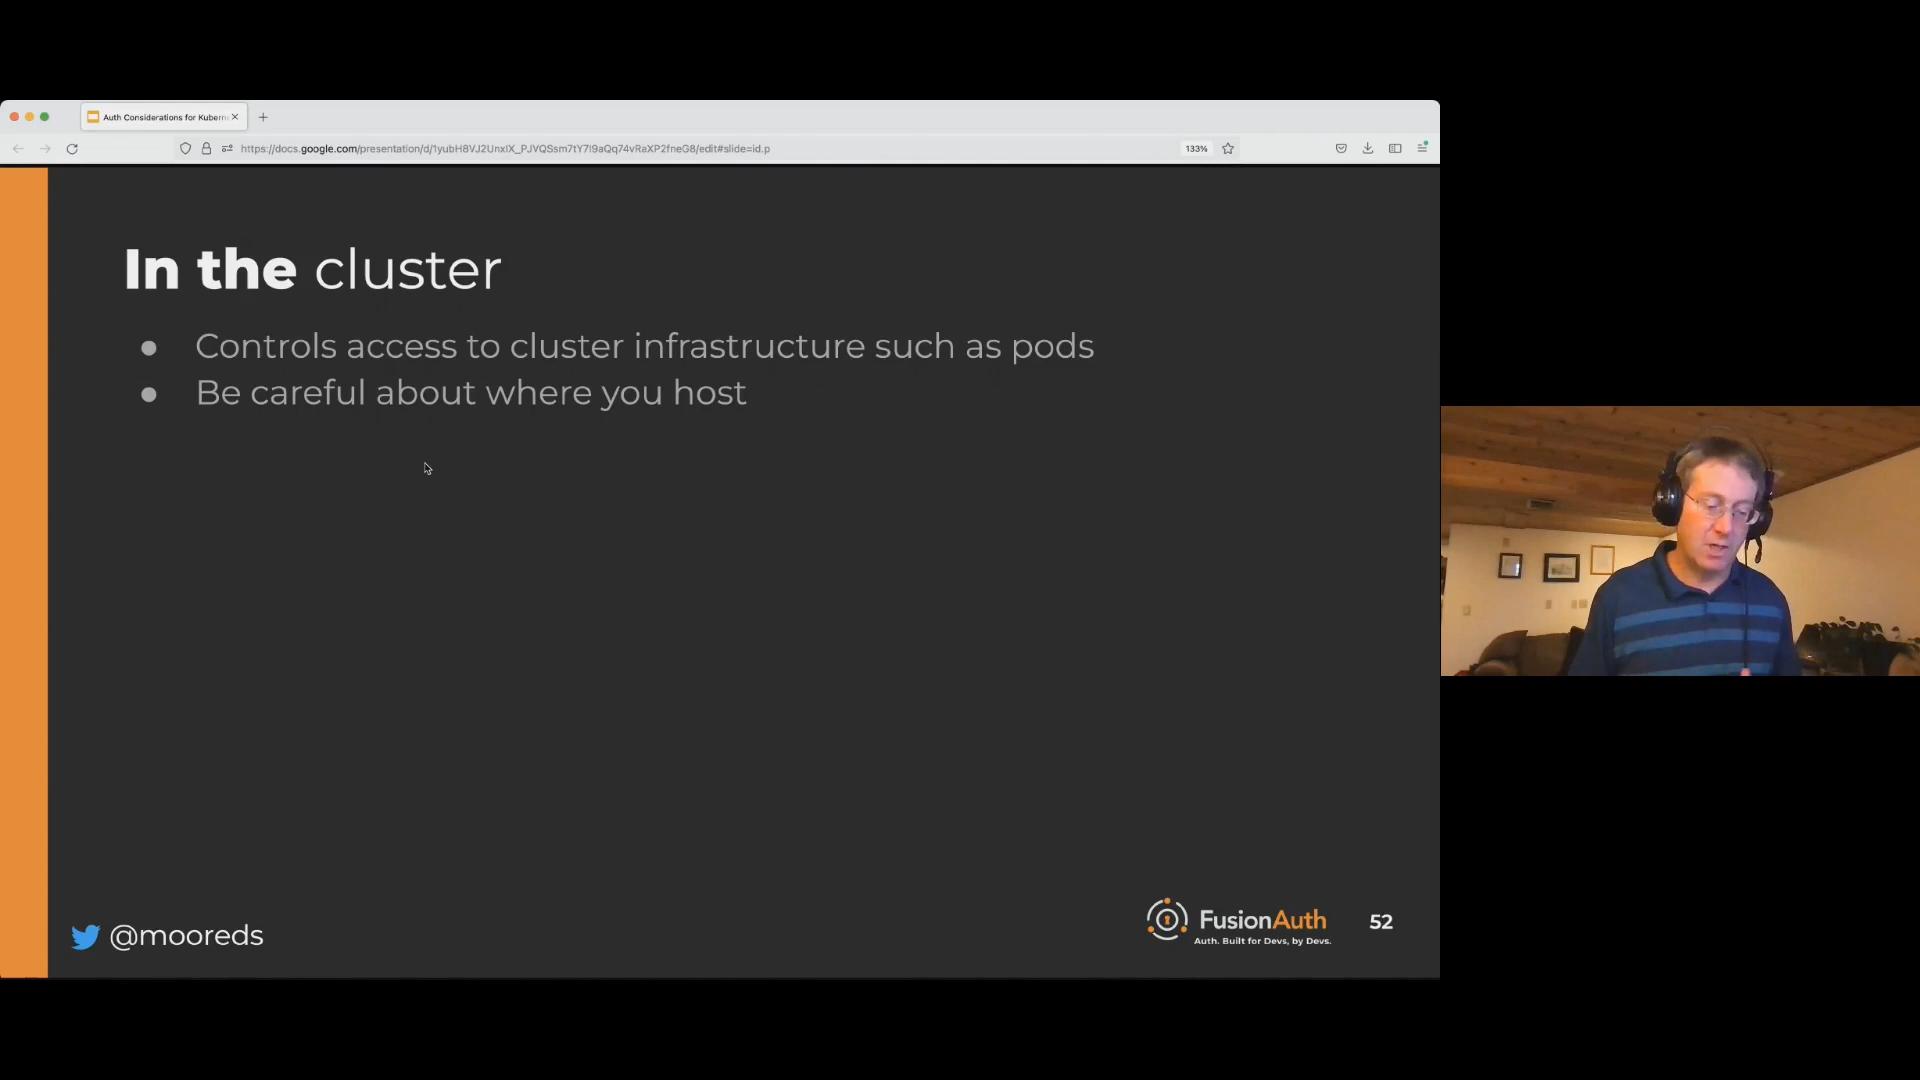 Auth Considerations for Kubern
https://docs.google.com/presentation/d/1yubH8VJ2UnxIX_PJVQSsm7tY7I9aQq74vRaXP2fneG8/edit#slide=id.p
133%
In the cluster
● Controls access to cluster infrastructure such as pods
● Be careful about where you host
@mooreds
FusionAuth
Auth. Built for Devs, by Devs.
52